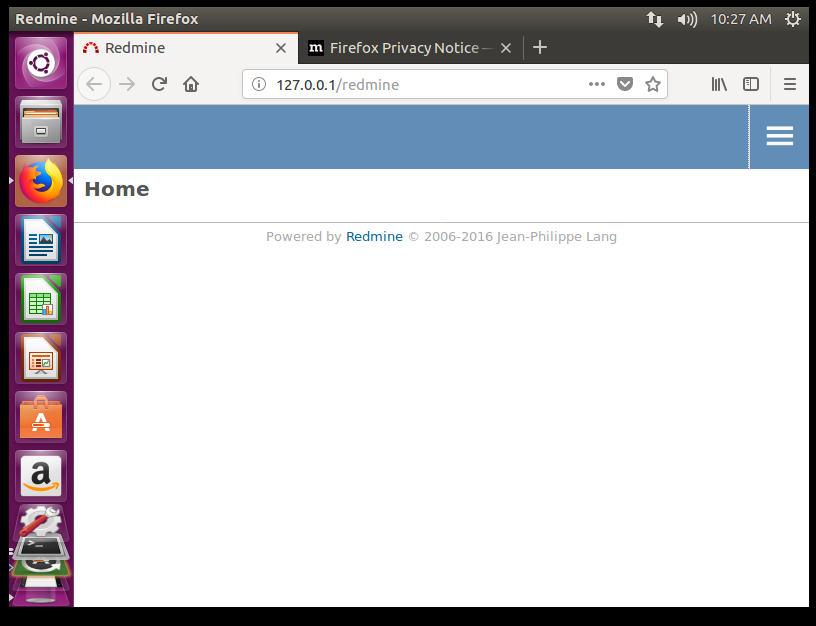 Redmine - Mozilla Firefox
10:27 AM
Redmine
m Firefox Privacy Notice —
127.0.0.1/redmine
Home
Powered by Redmine © 2006-2016 Jean-Philippe Lang
A
a